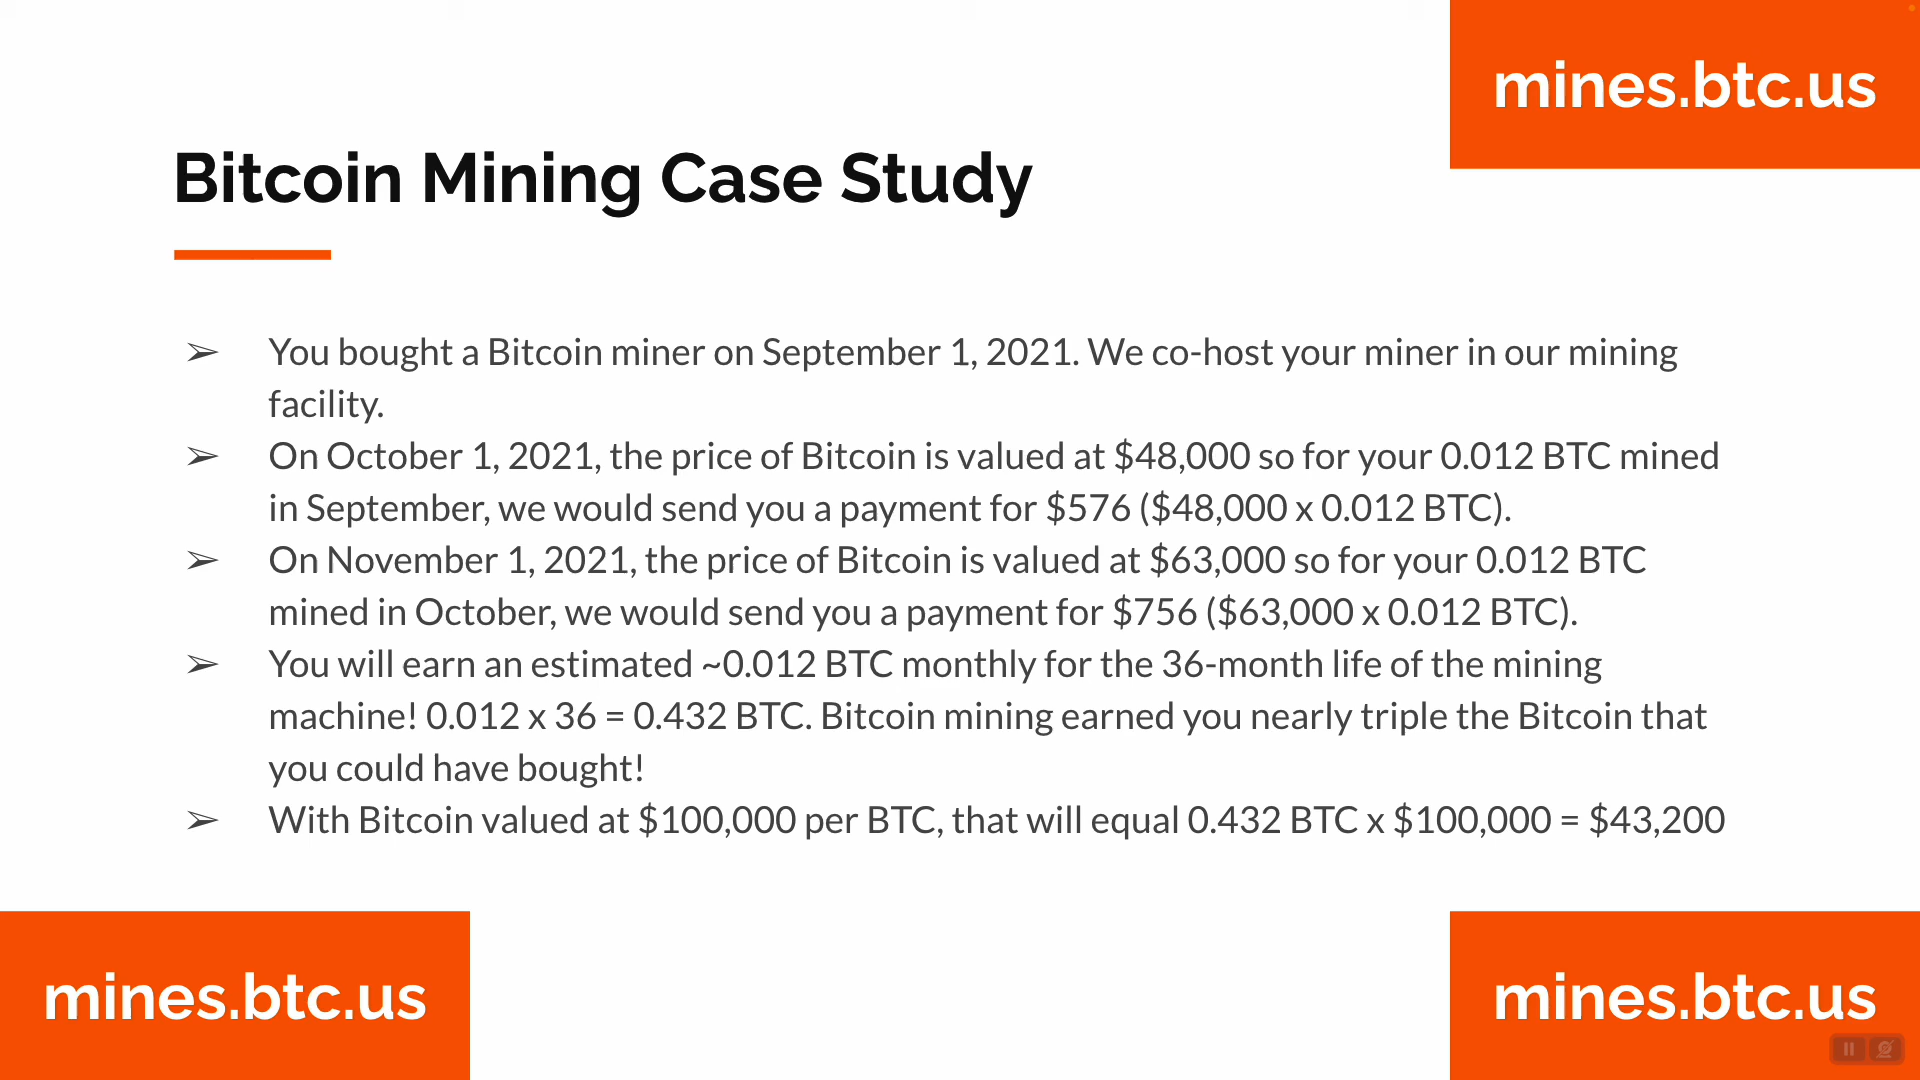 mines.btc.us
Bitcoin Mining Case Study
➢ You bought a Bitcoin miner on September 1, 2021. We co-host your miner in our mining
facility.
➢ On October 1, 2021, the price of Bitcoin is valued at $48,000 so for your 0.012 BTC mined
in September, we would send you a payment for $576 ($48,000 x 0.012 BTC).
➢ On November 1, 2021, the price of Bitcoin is valued at $63,000 so for your 0.012 BTC
mined in October, we would send you a payment for $756 ($63,000 x 0.012 BTC).
➢ You will earn an estimated ~0.012 BTC monthly for the 36-month life of the mining
machine! 0.012 x 36 = 0.432 BTC. Bitcoin mining earned you nearly triple the Bitcoin that
you could have bought!
➢ With Bitcoin valued at $100,000 per BTC, that will equal 0.432 BTC x $100,000 = $43,200
mines.btc.us
mines.btc.us